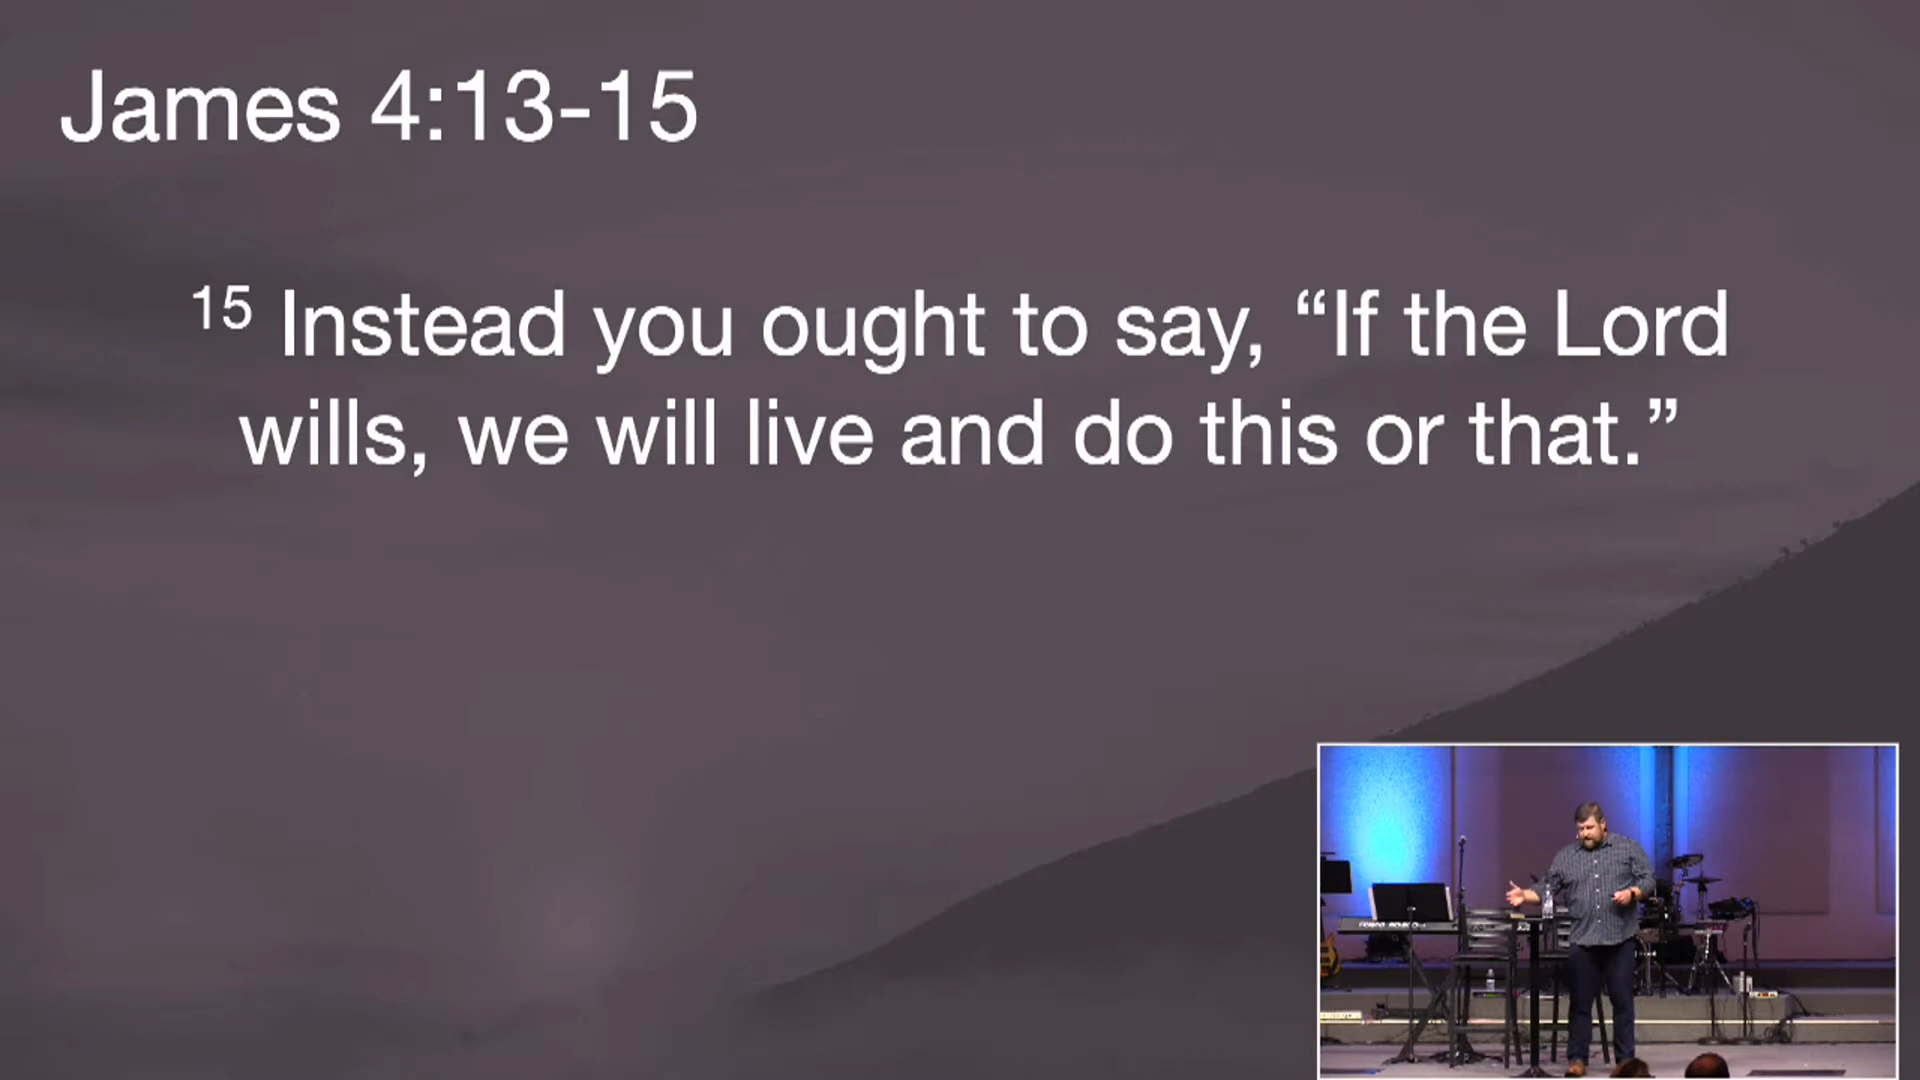 James 4:13-15
15 Instead you ought to say, “If the Lord
wills, we will live and do this or that.”